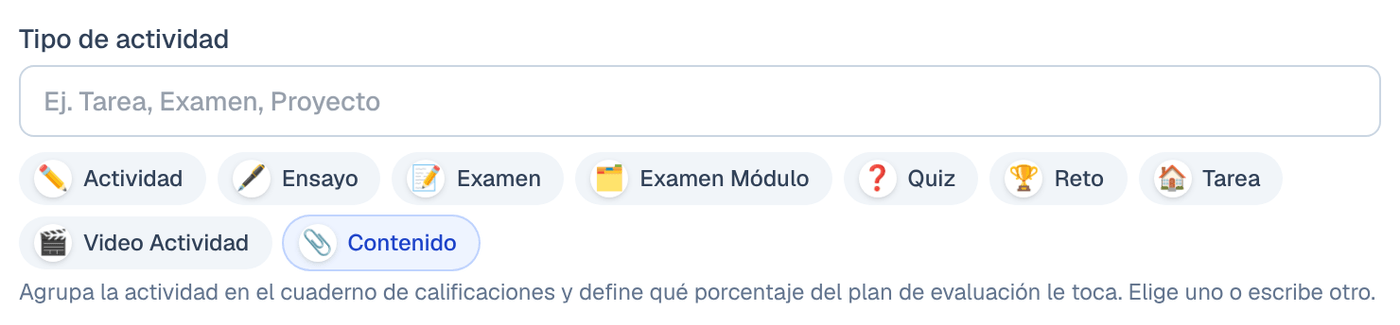 Tipo de actividad
Ej. Tarea, Examen, Proyecto
Actividad Ensayo Examen Examen Módulo Quiz Reto Tarea
Video Actividad Contenido
Agrupa la actividad en el cuaderno de calificaciones y define qué porcentaje del plan de evaluación le toca. Elige uno o escribe otro.